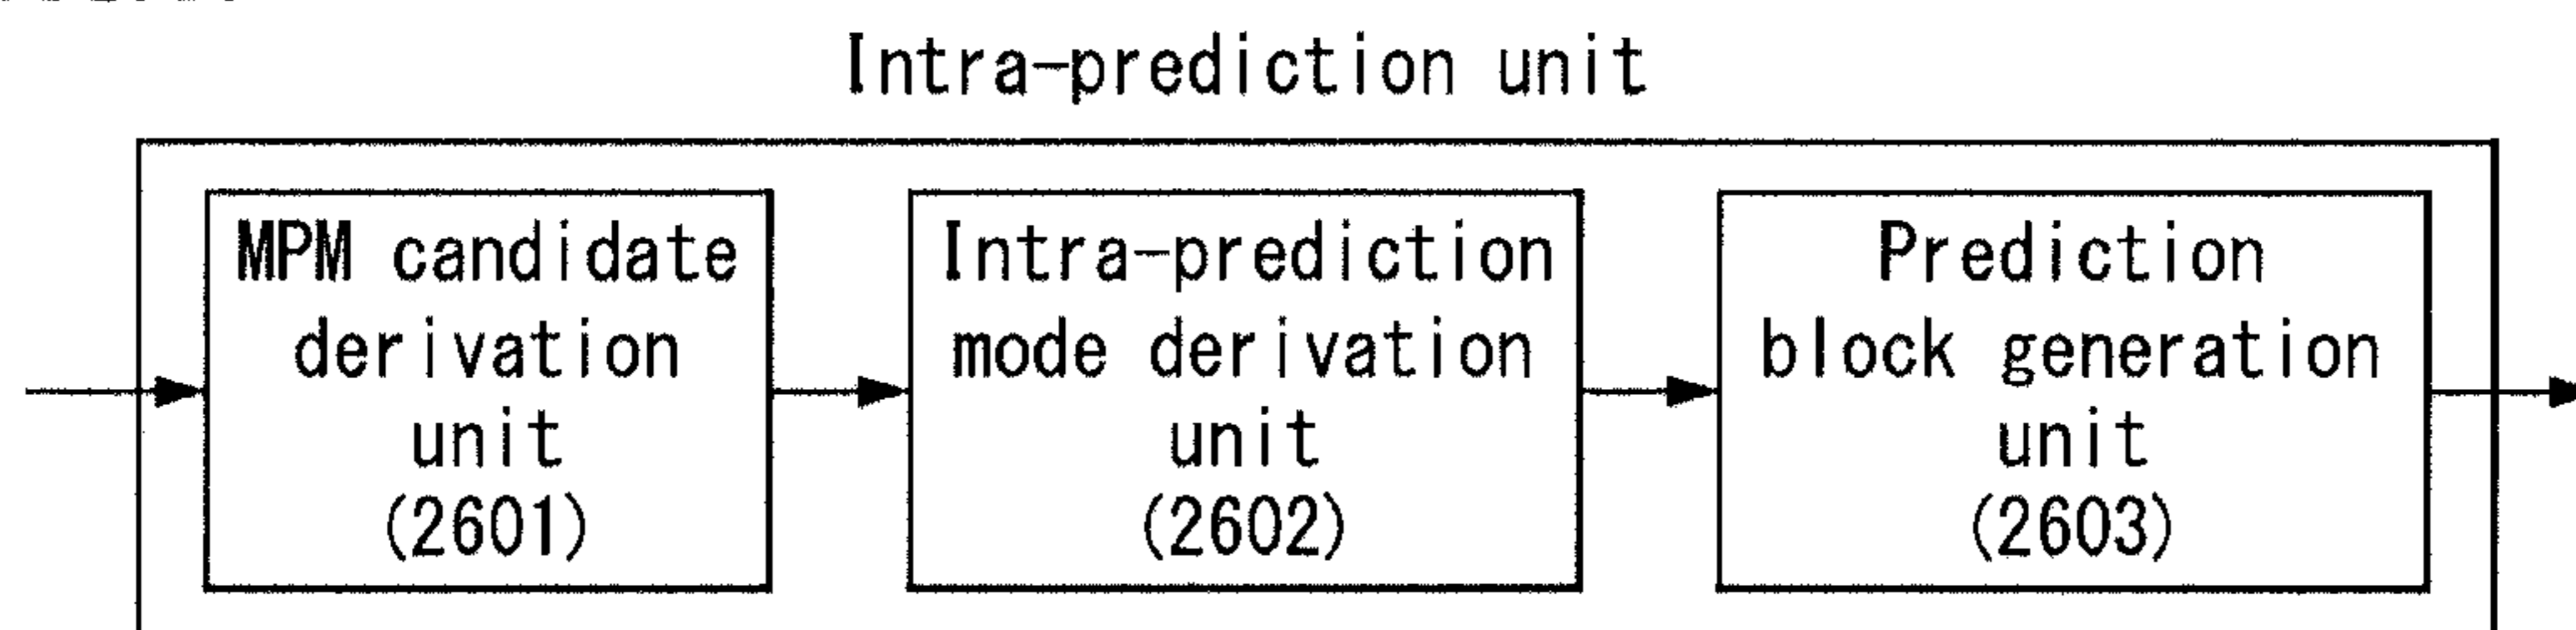 Intra-prediction unit
MPM candidate
derivation
unit
(2601)
Intra-prediction
mode derivation
unit
(2602)
Prediction
block generation
unit
(2603)